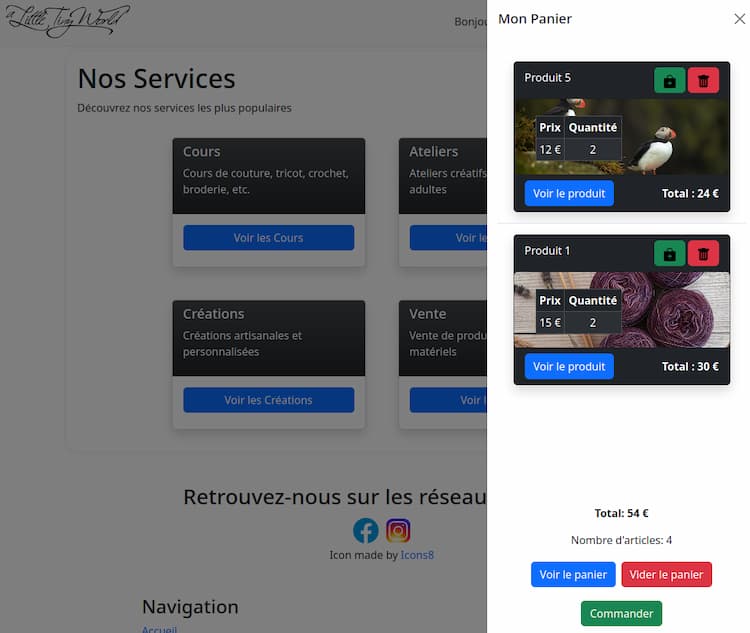 a Little Tiny World
Nos Services
Découvrez nos services les plus populaires
Cours
Cours de couture, tricot, crochet,
broderie, etc.
Voir les Cours
Ateliers
Ateliers créatifs
adultes
Voir le
Créations
Créations artisanales et
personnalisées
Voir les Créations
Vente
Vente de produ
matériels
Voir l
Retrouvez-nous sur les réseau
Icon made by Icons8
Navigation
Accueil
Bonjou
Mon Panier
Produit 5
Prix Quantité
12 € 2
Voir le produit Total : 24 €
Produit 1
Prix Quantité
15 € 2
Voir le produit Total : 30 €
Total: 54 €
Nombre d'articles: 4
Voir le panier Vider le panier
Commander